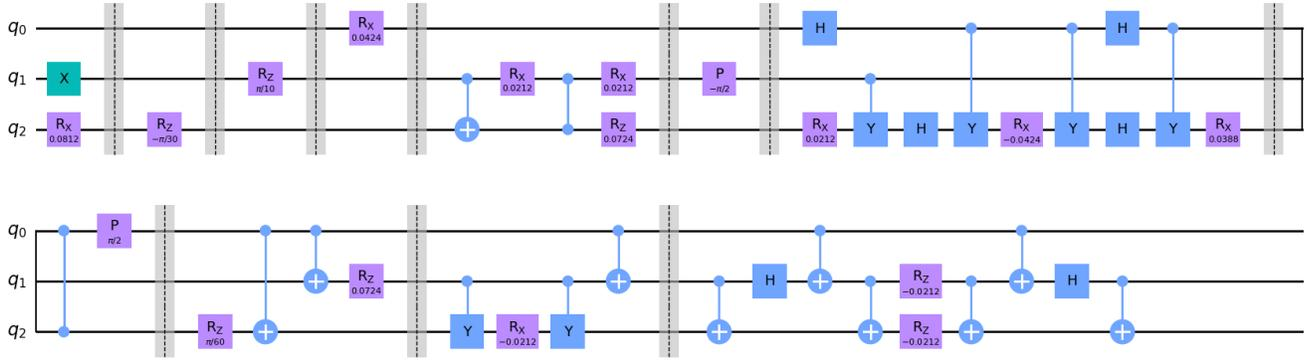 q0 RX 0.0424 H H
q1 X RZ π/10 RX 0.0212 RX 0.0212 P −π/2
q2 RX 0.0812 RZ −π/30 RZ 0.0724 RX 0.0212 Y H Y RX −0.0424 Y H Y RX 0.0388
q0 P π/2
q1 RZ 0.0724 H RZ −0.0212 H
q2 RZ π/60 Y RX −0.0212 Y RZ −0.0212